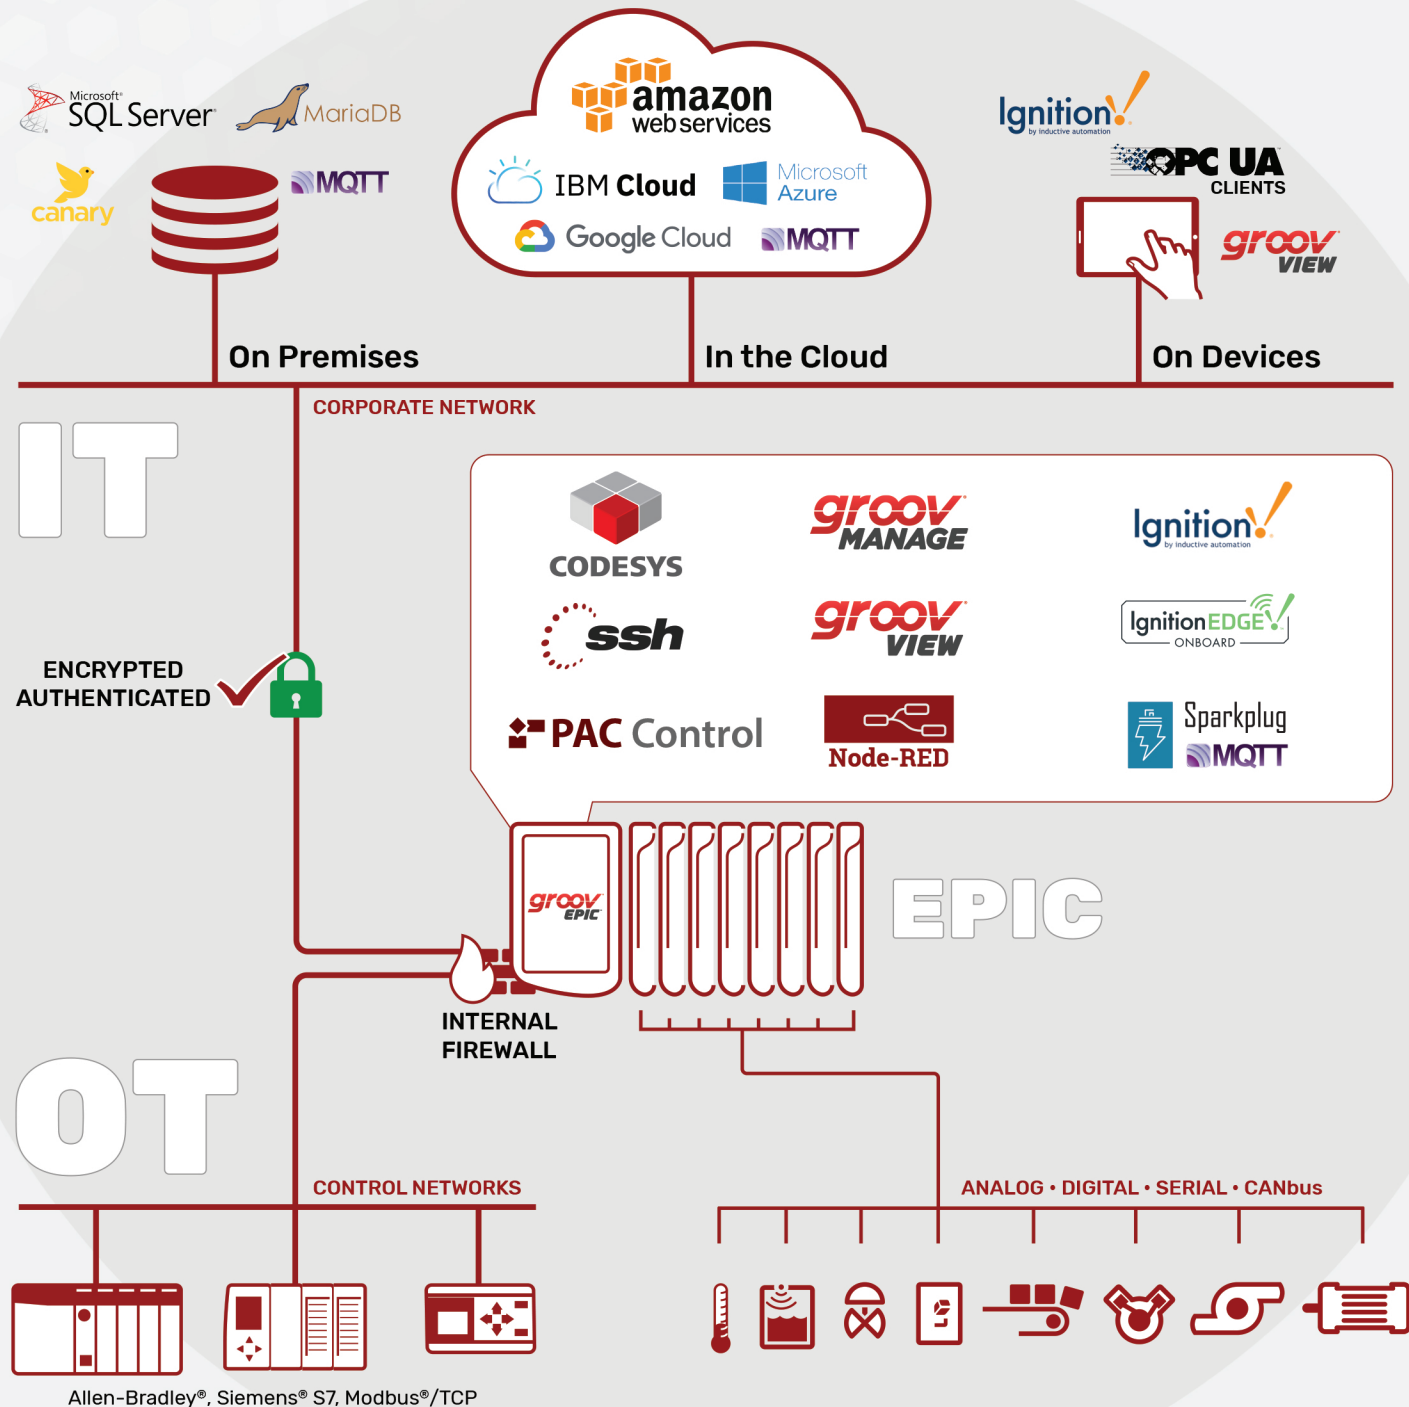 Microsoft®
SQL Server®
MariaDB
canary
MQTT
amazon
web services
IBM Cloud
Microsoft
Azure
Google Cloud
MQTT
Ignition!
by inductive automation
OPC UA™
CLIENTS
groov®
VIEW
On Premises
In the Cloud
On Devices
CORPORATE NETWORK
IT
CODESYS
groov®
MANAGE
Ignition!
by inductive automation
ssh
groov®
VIEW
Ignition EDGE!
ONBOARD
PAC Control
Node-RED
Sparkplug
MQTT
ENCRYPTED
AUTHENTICATED
groov
EPIC
EPIC
INTERNAL
FIREWALL
OT
CONTROL NETWORKS
ANALOG • DIGITAL • SERIAL • CANbus
Allen-Bradley®, Siemens® S7, Modbus®/TCP